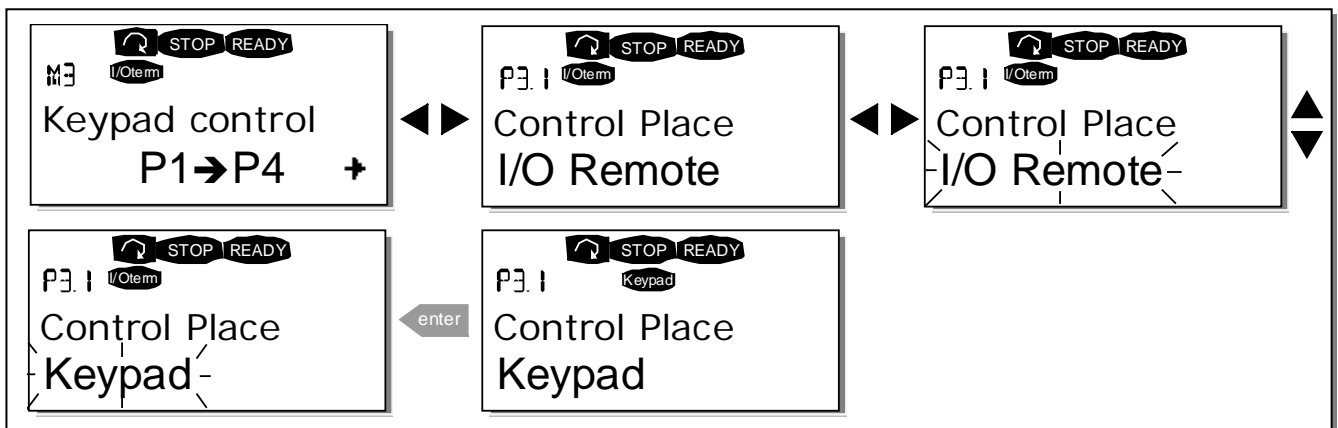 STOP READY
M3 I/Oterm
Keypad control
P1➔P4
STOP READY
P3.1 I/Oterm
Control Place
I/O Remote
STOP READY
P3.1 I/Oterm
Control Place
I/O Remote
STOP READY
P3.1 I/Oterm
Control Place
Keypad
enter
STOP READY
P3.1 Keypad
Control Place
Keypad